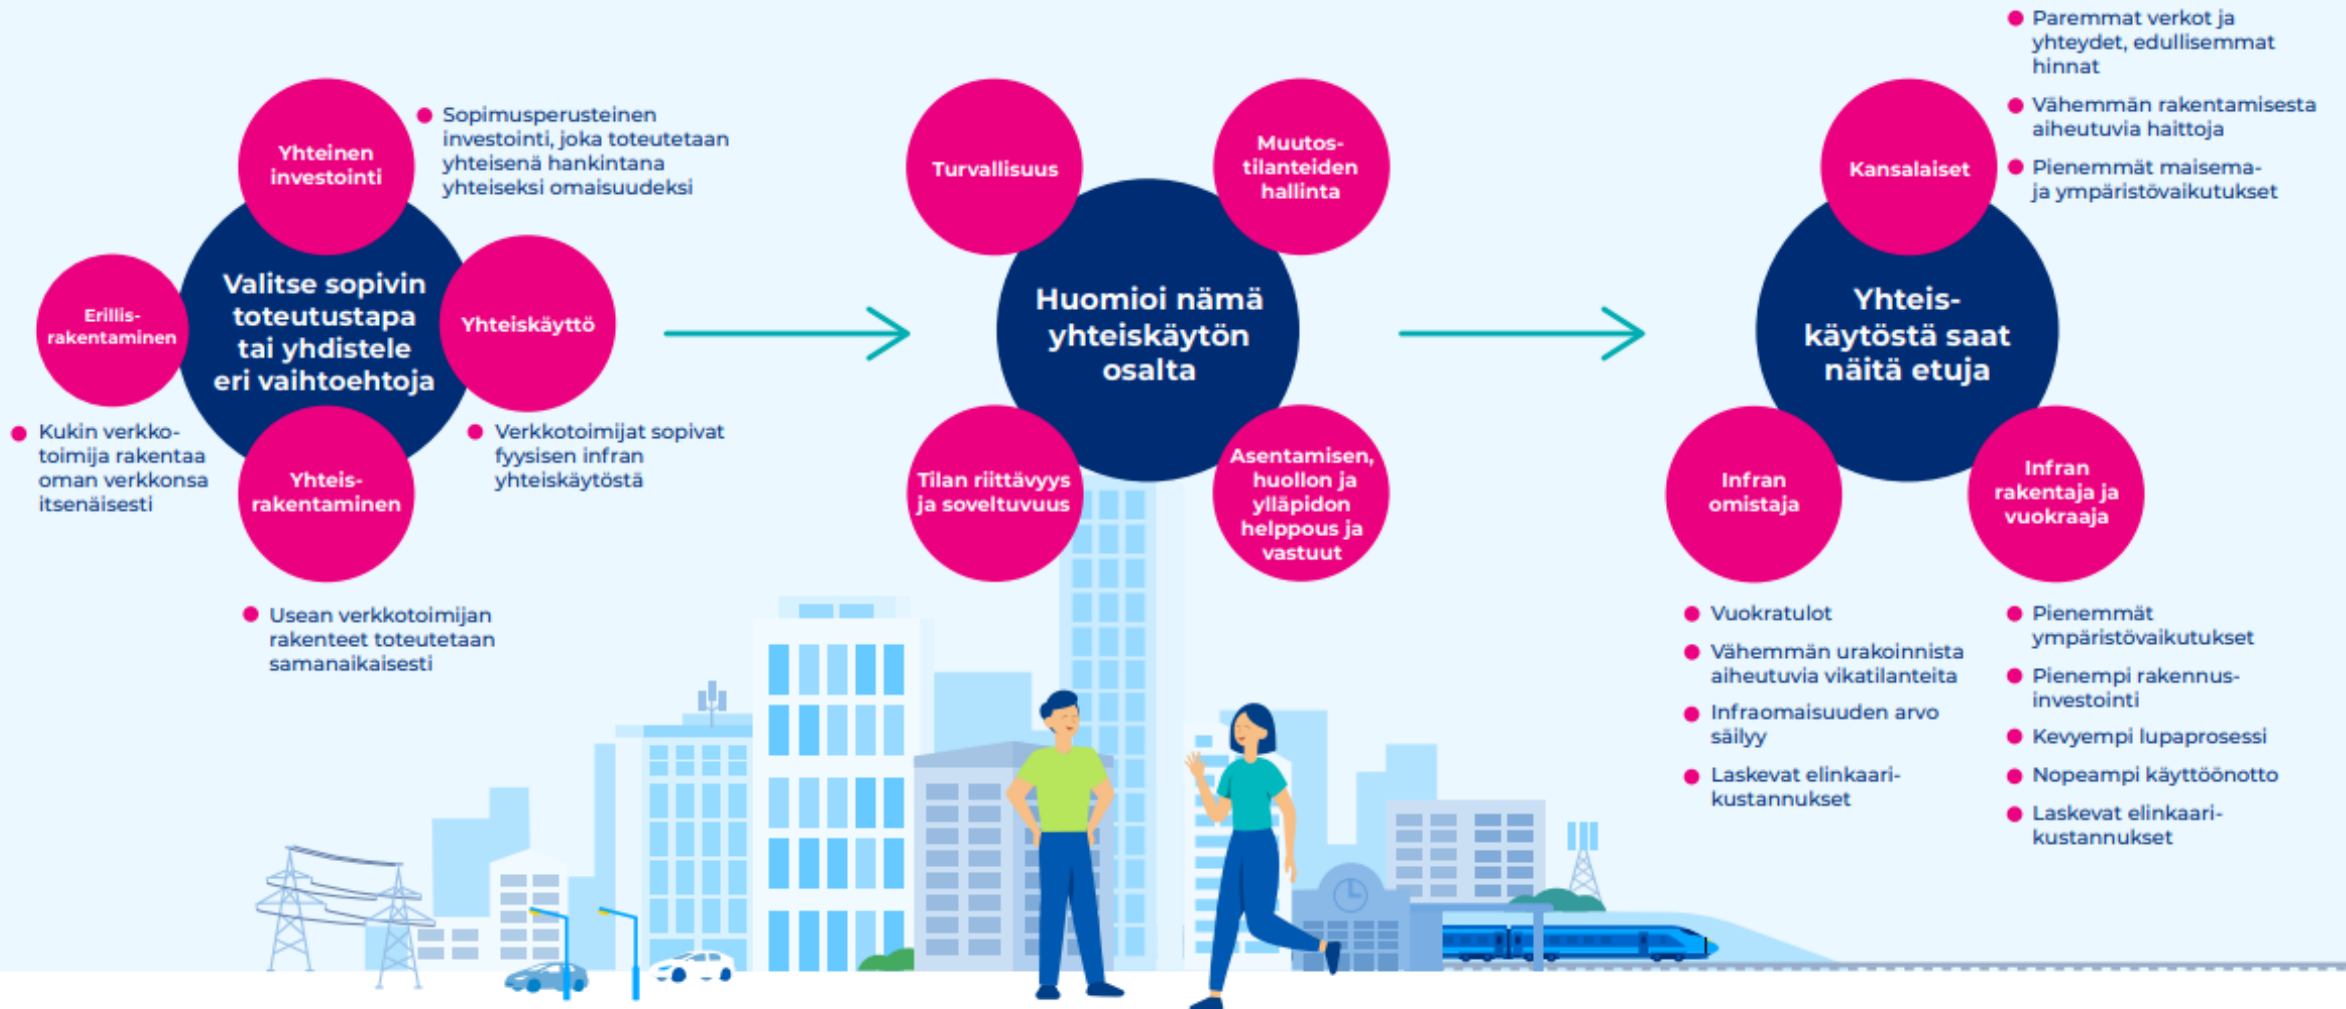 Yhteinen
investointi
Sopimusperusteinen
investointi, joka toteutetaan
yhteisenä hankintana
yhteiseksi omaisuudeksi
Valitse sopivin
toteutustapa
tai yhdistele
eri vaihtoehtoja
Erillis-
rakentaminen
Kukin verkko-
toimija rakentaa
oman verkkonsa
itsenäisesti
Yhteiskäyttö
Verkkotoimijat sopivat
fyysisen infran
yhteiskäytöstä
Yhteis-
rakentaminen
Usean verkkotoimijan
rakenteet toteutetaan
samanaikaisesti
Turvallisuus
Muutos-
tilanteiden
hallinta
Huomioi nämä
yhteiskäytön
osalta
Tilan riittävyys
ja soveltuvuus
Asentamisen,
huollon ja
ylläpidon
helppous ja
vastuut
Kansalaiset
Paremmat verkot ja
yhteydet, edullisemmat
hinnat
Vähemmän rakentamisesta
aiheutuvia haittoja
Pienemmät maisema-
ja ympäristövaikutukset
Yhteis-
käytöstä saat
näitä etuja
Infran
omistaja
Vuokratulot
Vähemmän urakoinnista
aiheutuvia vikatilanteita
Infraomaisuuden arvo
säilyy
Laskevat elinkaari-
kustannukset
Infran
rakentaja ja
vuokraaja
Pienemmät
ympäristövaikutukset
Pienempi rakennus-
investointi
Kevyempi lupaprosessi
Nopeampi käyttöönotto
Laskevat elinkaari-
kustannukset